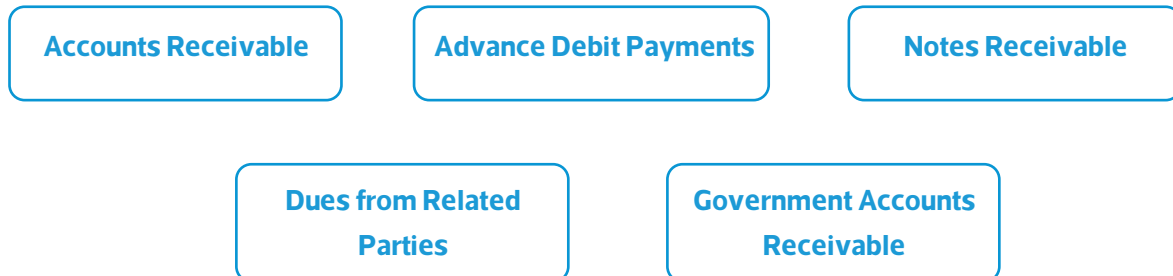 Accounts Receivable
Advance Debit Payments
Notes Receivable
Dues from Related
Parties
Government Accounts
Receivable